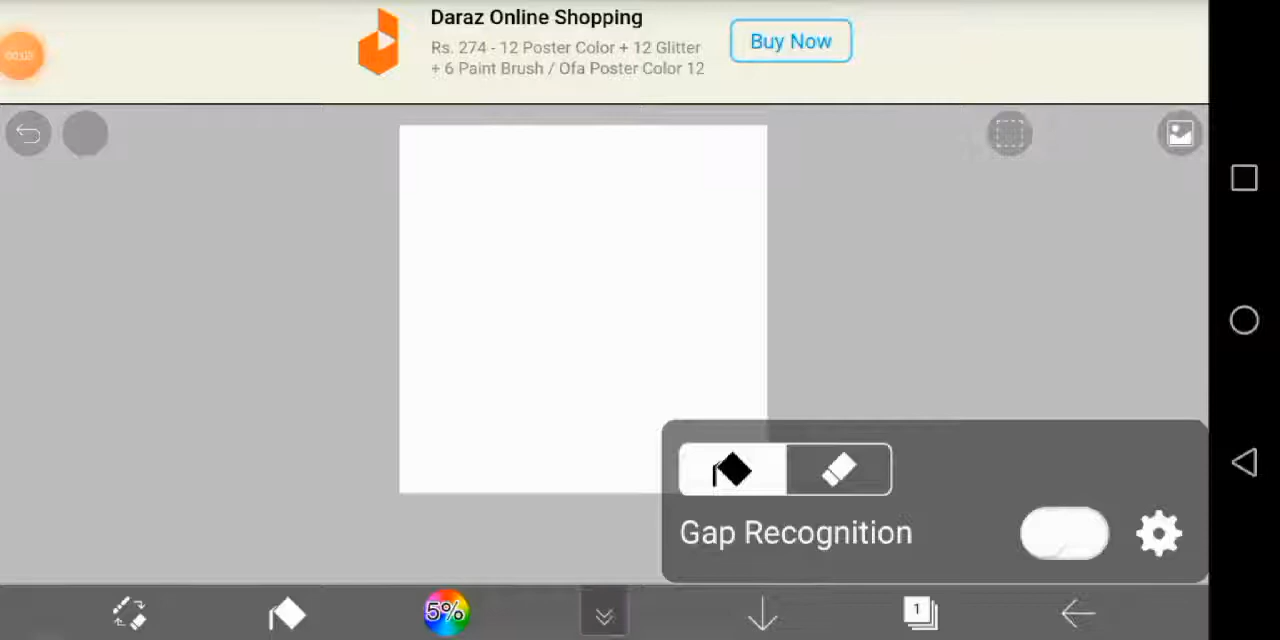 Daraz Online Shopping
Rs. 274 - 12 Poster Color + 12 Glitter
+ 6 Paint Brush / Ofa Poster Color 12
Buy Now
Gap Recognition
5%
1